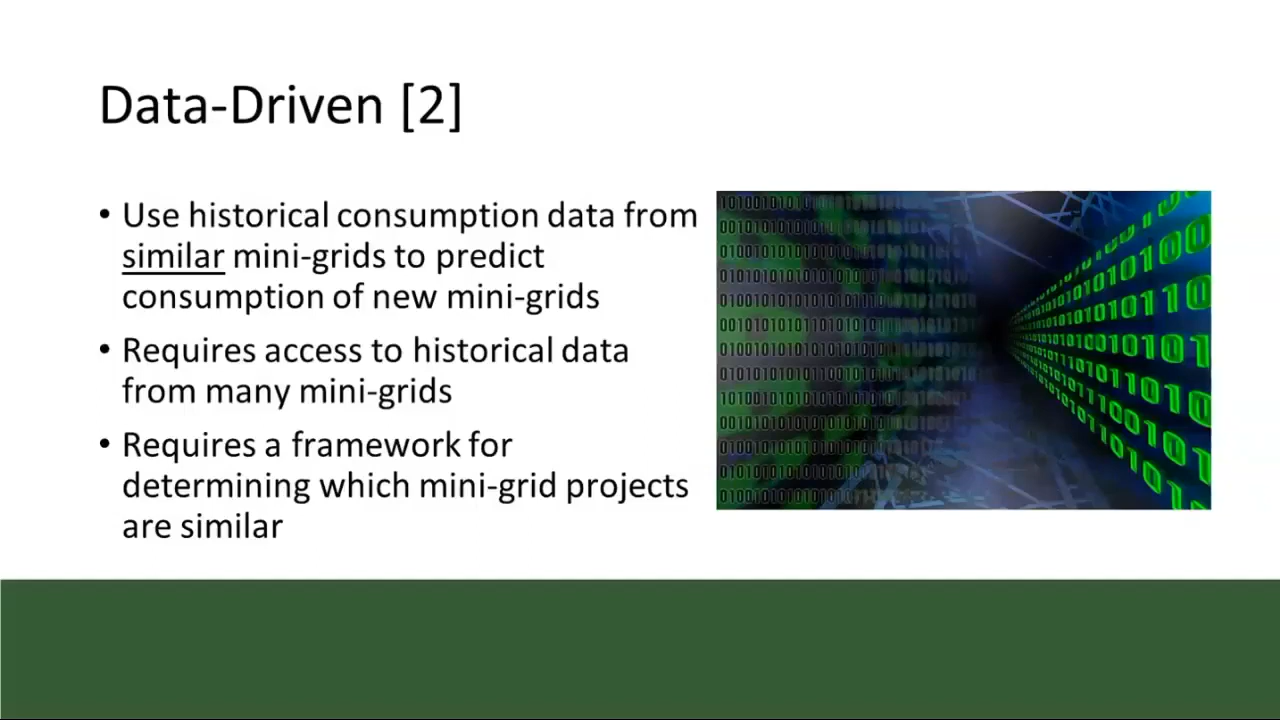 Data-Driven [2]
• Use historical consumption data from
similar mini-grids to predict
consumption of new mini-grids
• Requires access to historical data
from many mini-grids
• Requires a framework for
determining which mini-grid projects
are similar